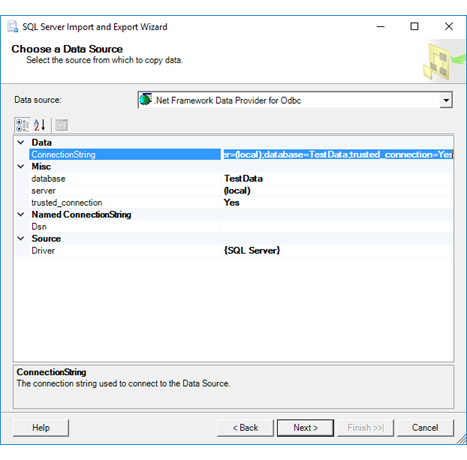 SQL Server Import and Export Wizard
Choose a Data Source
Select the source from which to copy data.
Data source: .Net Framework Data Provider for Odbc
Data
ConnectionString er=(local);database=TestData;trusted_connection=Yes
Misc
database TestData
server (local)
trusted_connection Yes
Named ConnectionString
Dsn
Source
Driver {SQL Server}
ConnectionString
The connection string used to connect to the Data Source.
Help < Back Next > Finish >>| Cancel